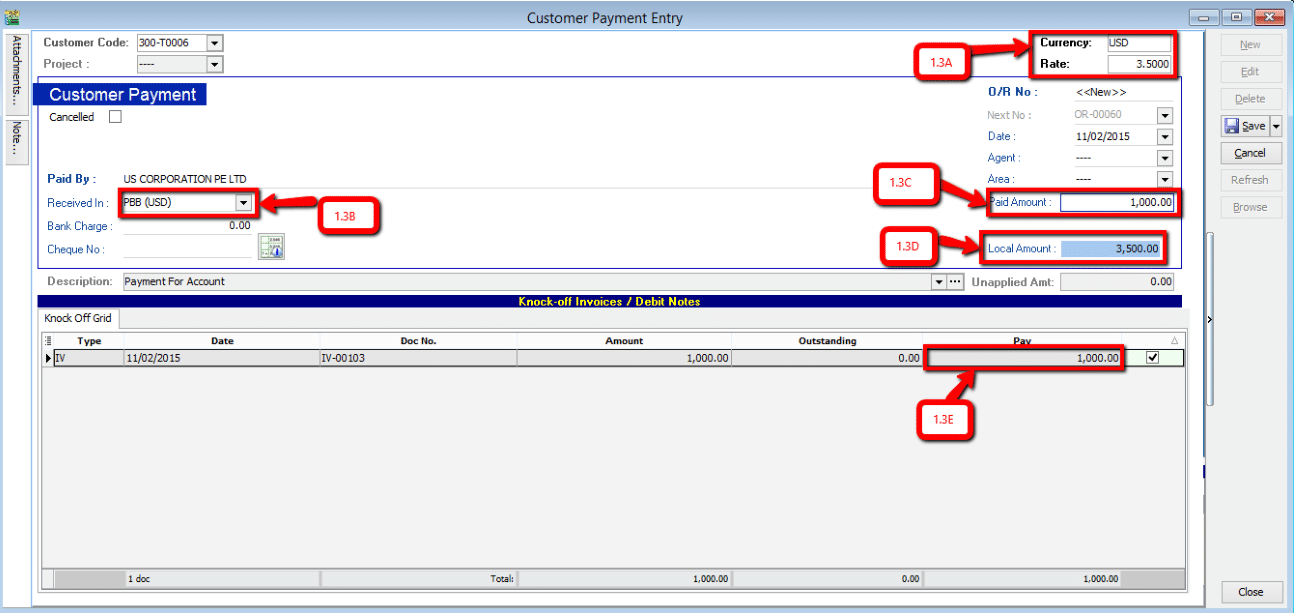 Customer Payment Entry
Attachments...
Note...
Customer Code: 300-T0006
Project : ----
1.3A
Currency: USD
Rate: 3.5000
Customer Payment
Cancelled
O/R No : <<New>>
Next No : OR-00060
Date : 11/02/2015
Agent : ----
Area : ----
Paid By : US CORPORATION PE LTD
Received In : PBB (USD)
1.3B
1.3C
Paid Amount : 1,000.00
Bank Charge : 0.00
Cheque No :
1.3D
Local Amount : 3,500.00
Description: Payment For Account
Unapplied Amt: 0.00
Knock-off Invoices / Debit Notes
Knock Off Grid
Type Date Doc No. Amount Outstanding Pay
IV 11/02/2015 IV-00103 1,000.00 0.00 1,000.00
1.3E
1 doc Total: 1,000.00 0.00 1,000.00
New
Edit
Delete
Save
Cancel
Refresh
Browse
Close